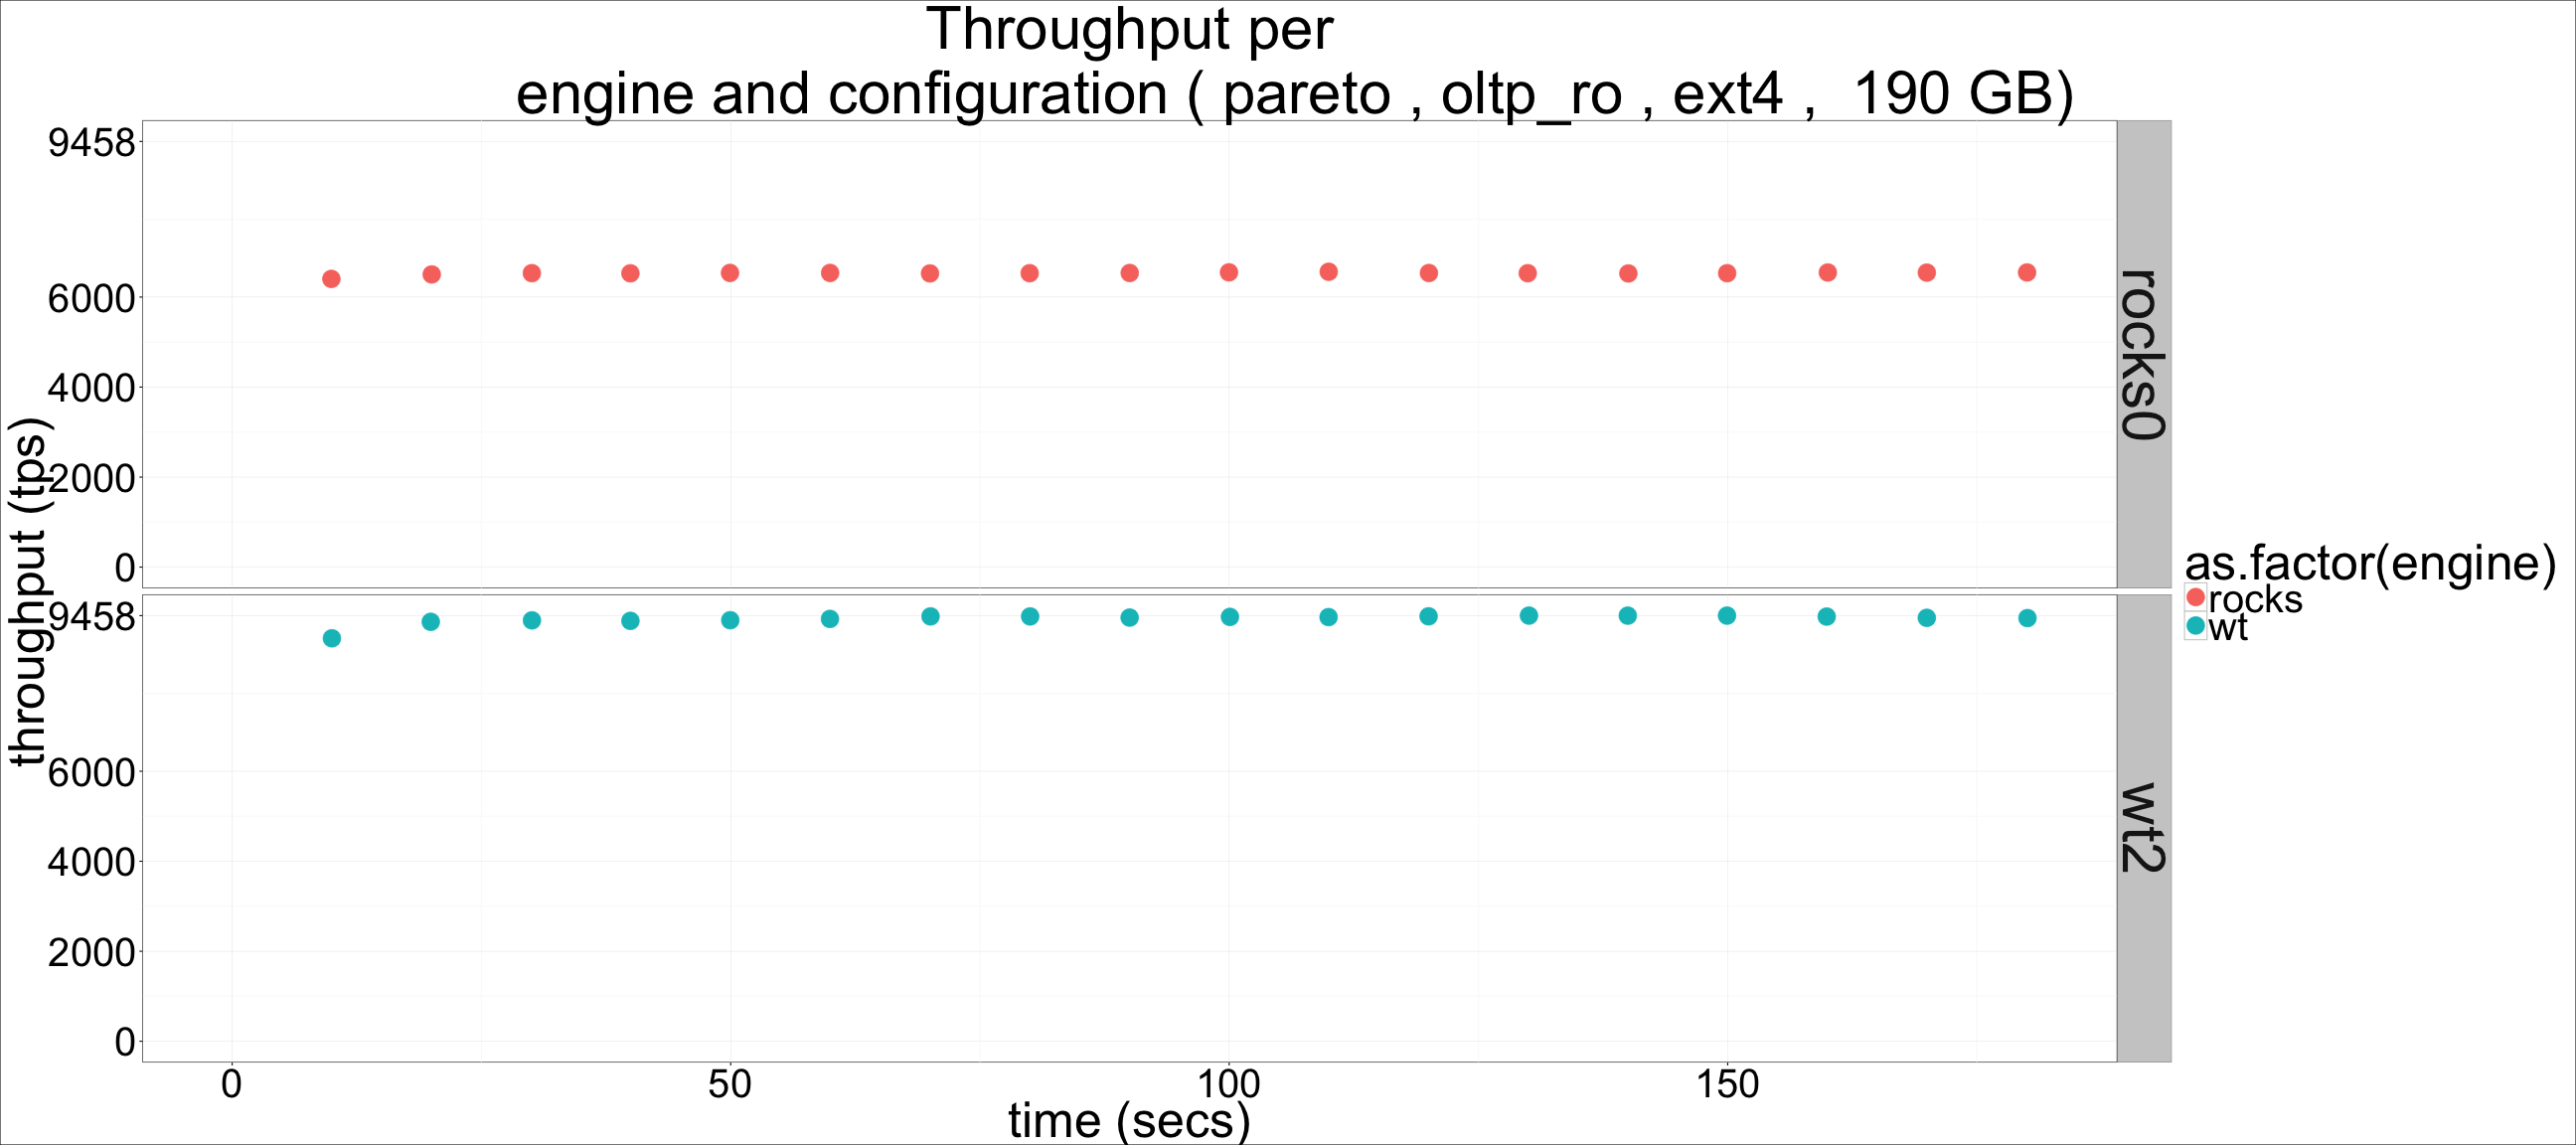 Throughput per
engine and configuration ( pareto , oltp_ro , ext4 ,  190 GB)
throughput (tps)
9458
6000
4000
2000
0
rocks0
9458
6000
4000
2000
0
wt2
0 50 100 150
time (secs)
as.factor(engine)
rocks
wt